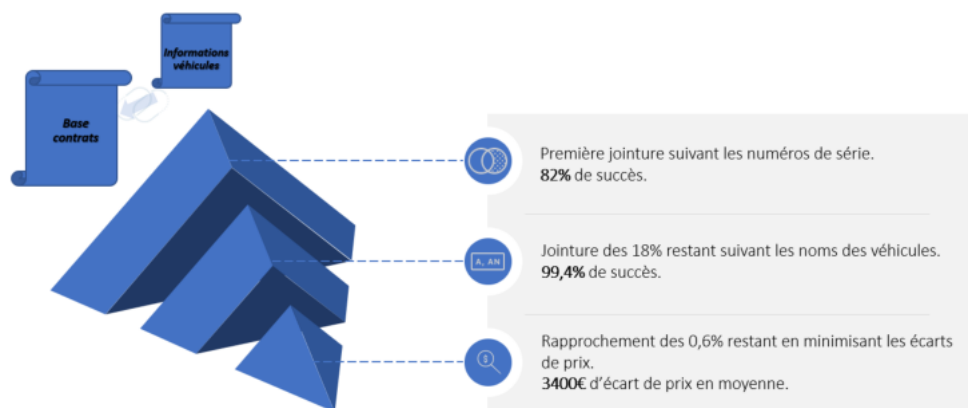 Informations
véhicules
Base
contrats
Première jointure suivant les numéros de série.
82% de succès.
A, AN
Jointure des 18% restant suivant les noms des véhicules.
99,4% de succès.
$
Rapprochement des 0,6% restant en minimisant les écarts
de prix.
3400€ d'écart de prix en moyenne.